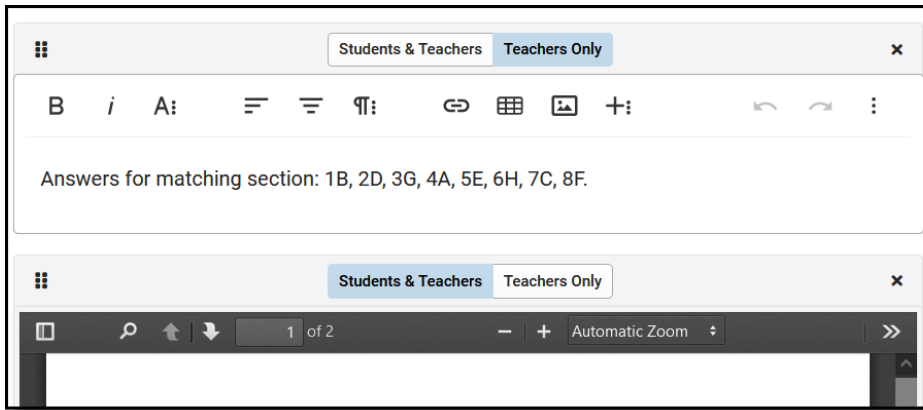 Students & Teachers Teachers Only
B i A
Answers for matching section: 1B, 2D, 3G, 4A, 5E, 6H, 7C, 8F.
Students & Teachers Teachers Only
1 of 2 Automatic Zoom